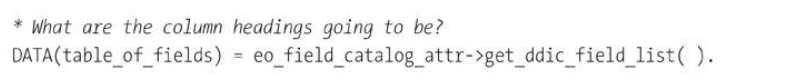 * What are the column headings going to be?
DATA(table_of_fields) = eo_field_catalog_attr->get_ddic_field_list( ).